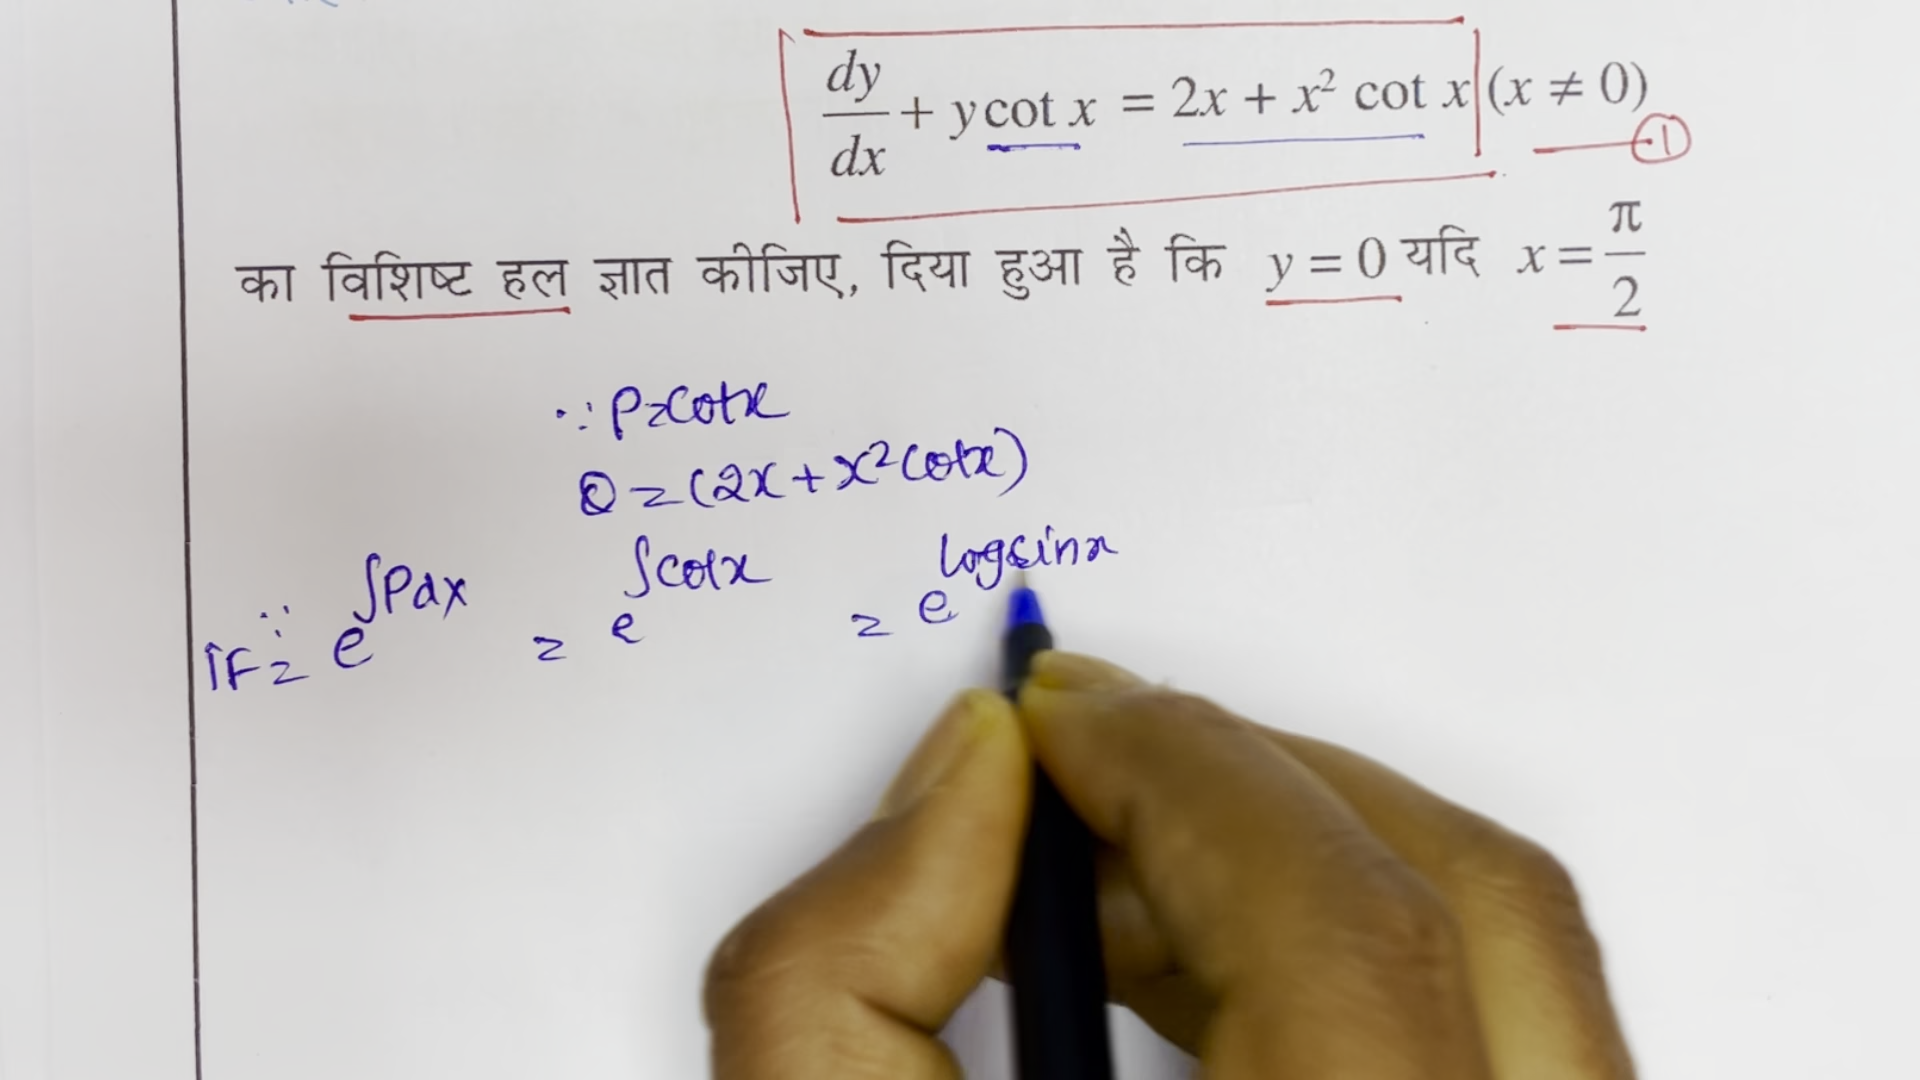 dy/dx + y cot x = 2x + x² cot x (x ≠ 0) ①
का विशिष्ट हल ज्ञात कीजिए, दिया हुआ है कि y = 0 यदि x = π/2
∵ P = cotx
Q = (2x + x² cotx)
∵ IF = e^∫Pdx = e^∫cotx = e^logsinx